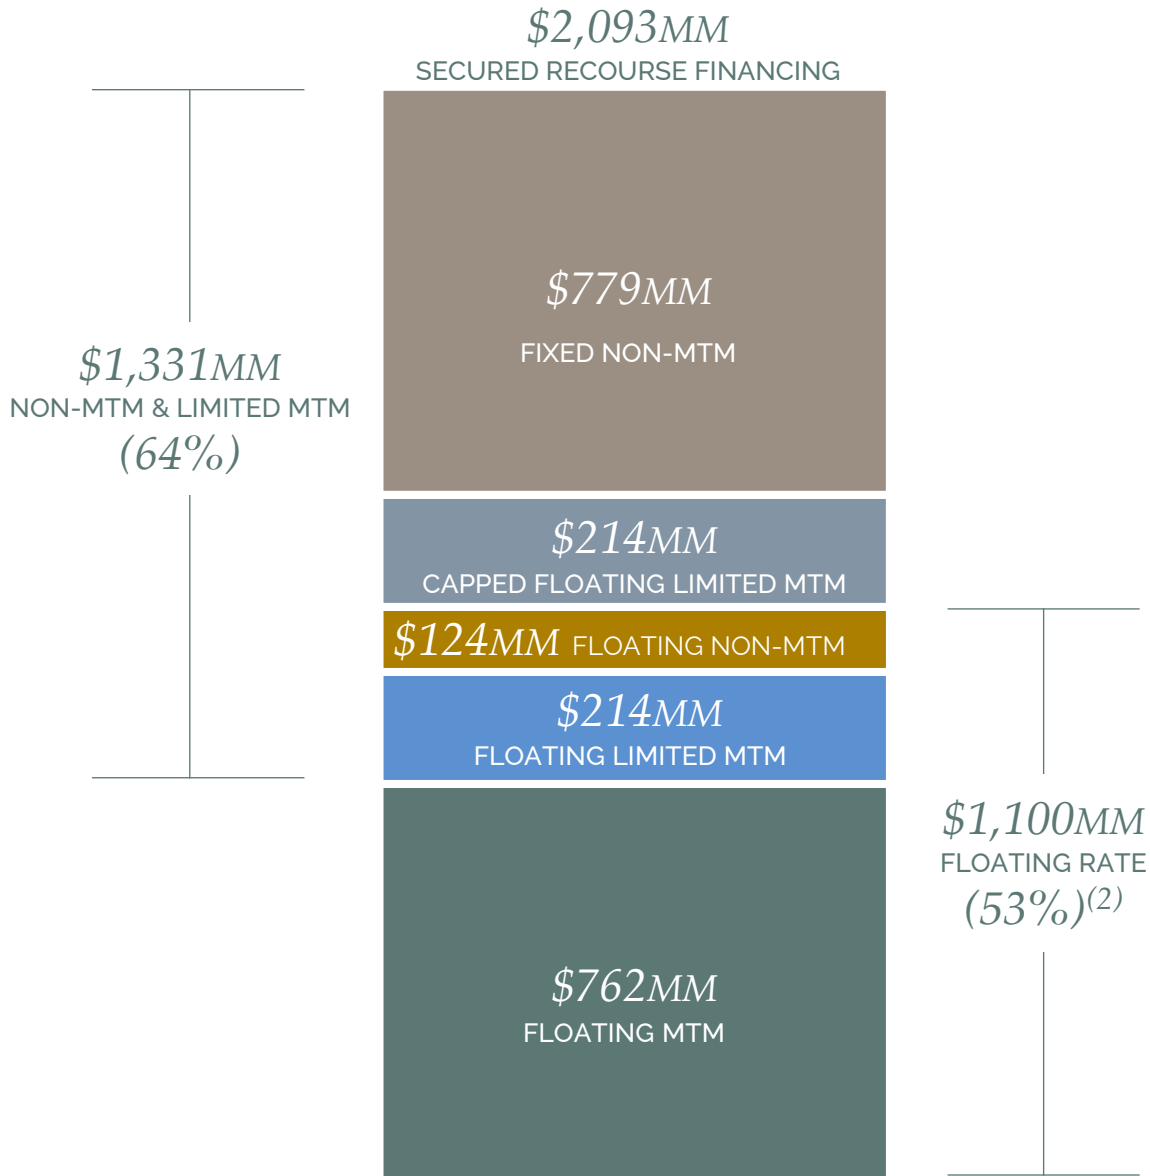 $2,093MM
SECURED RECOURSE FINANCING
$779MM
FIXED NON-MTM
$1,331MM
NON-MTM & LIMITED MTM
(64%)
$214MM
CAPPED FLOATING LIMITED MTM
$124MM FLOATING NON-MTM
$214MM
FLOATING LIMITED MTM
$1,100MM
FLOATING RATE
(53%)(2)
$762MM
FLOATING MTM